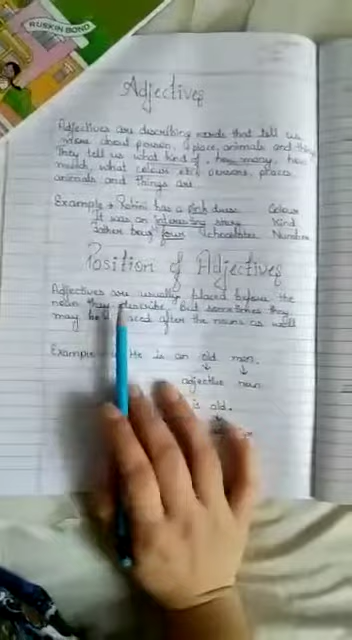 RUSKIN BOND
Adjectives
Adjectives are describing words that tell us
more about person, place, animals and things
They tell us what kind of, how many, how
much, what colour etc. persons, places
animals and things are
Example → Rohini has a pink dress Colour
It was an interesting Kind
Father four chocolates Number
Position of Adjectives
Adjectives are usually placed before the
noun they describe. But sometimes they
may be placed after the nouns as well
Example He is an old man.
↓ ↓
adjective noun
is old.
↓